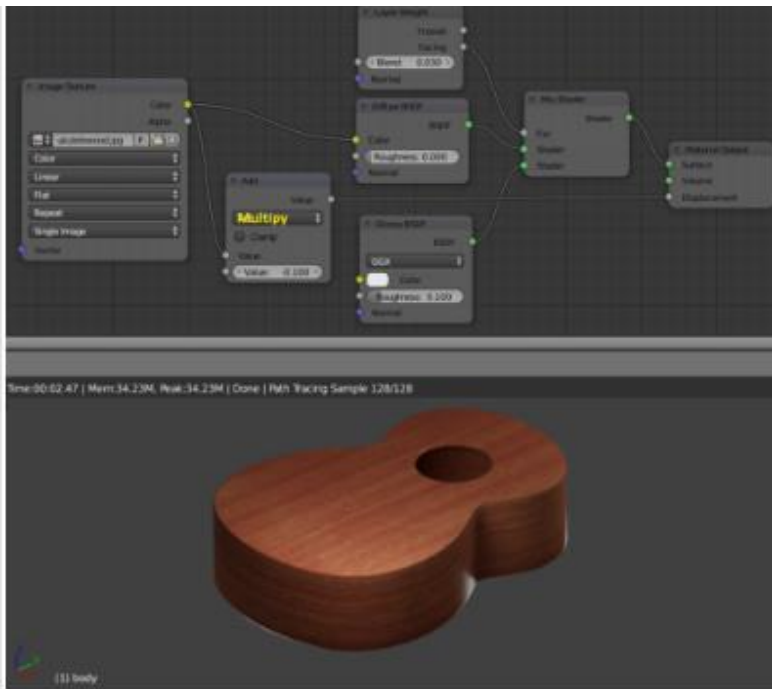 Layer Weight
Fresnel
Facing
Blend: 0.030
Normal
Image Texture
Color
Alpha
F
Color
Linear
Flat
Repeat
Single Image
Vector
Diffuse BSDF
BSDF
Color
Roughness: 0.000
Normal
Mix Shader
Shader
Fac
Shader
Shader
Material Output
Surface
Volume
Displacement
Add
Value
Multipy
Clamp
Value
Value: -0.100
Glossy BSDF
BSDF
GGX
Color
Roughness: 0.100
Normal
Time:00:02.47 | Mem:34.23M, Peak:34.23M | Done | Path Tracing Sample 128/128
(1) body